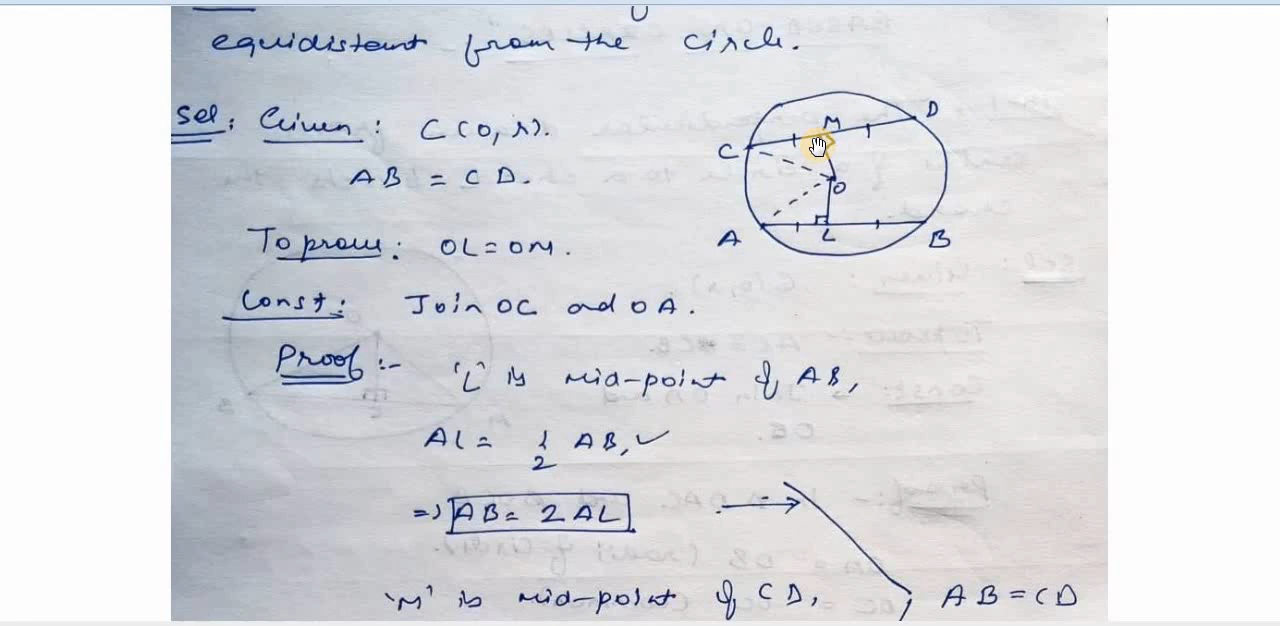 equidistant from the circle.
Sol: Given: C(O, r).
AB = CD.
To prove: OL = OM.
Const: Join OC and OA.
Proof :- 'L' is mid-point of AB,
AL = 1/2 AB, ✓
=> AB = 2AL →
'M' is mid-point of CD, ; AB = CD
C M D
O
A L B